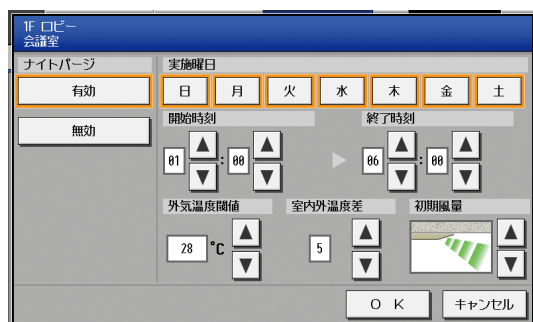 1F ロビー
会議室
ナイトパージ
実施曜日
有効
日 月 火 水 木 金 土
無効
開始時刻 終了時刻
01 : 00 06 : 00
外気温度閾値 室内外温度差 初期風量
28 °C 5
O K キャンセル